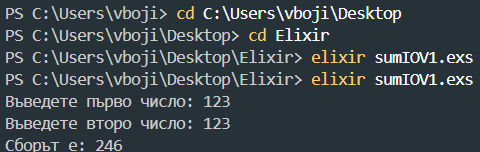 PS C:\Users\vboji> cd C:\Users\vboji\Desktop
PS C:\Users\vboji\Desktop> cd Elixir
PS C:\Users\vboji\Desktop\Elixir> elixir sumIOV1.exs
PS C:\Users\vboji\Desktop\Elixir> elixir sumIOV1.exs
Въведете първо число: 123
Въведете второ число: 123
Сборът е: 246